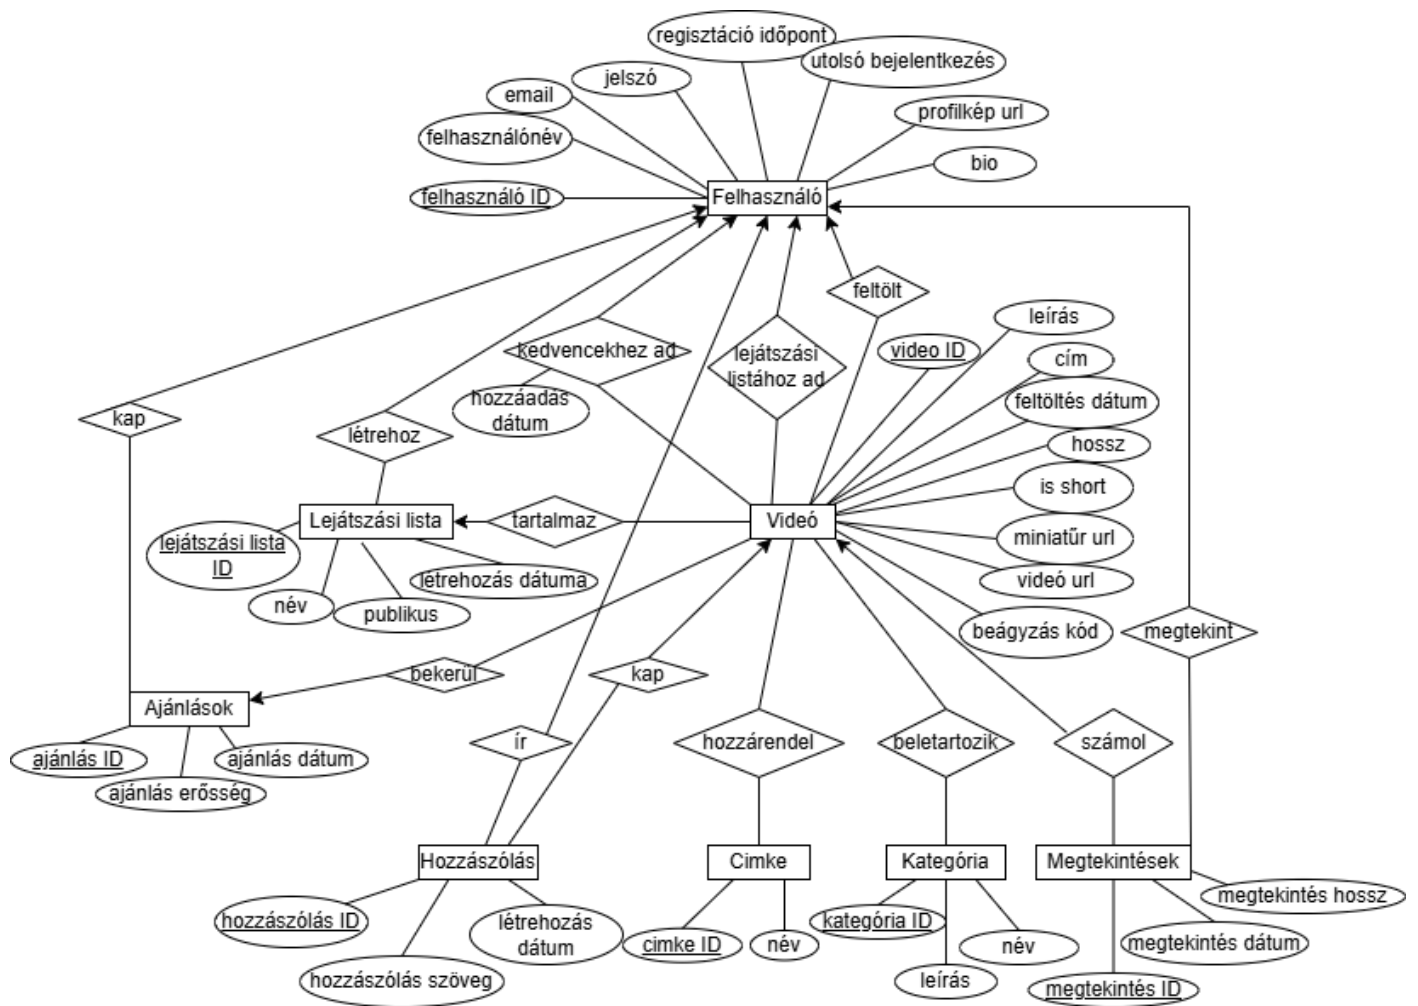 regisztáció időpont
utolsó bejelentkezés
jelszó
email
profilkép url
felhasználónév
bio
felhasználó ID
Felhasználó
feltölt
leírás
kedvencekhez ad
lejátszási
listához ad
video ID
cím
hozzáadás
dátum
feltöltés dátum
kap
létrehoz
hossz
is short
Lejátszási lista
tartalmaz
Videó
miniatűr url
lejátszási lista
ID
létrehozás dátuma
videó url
név
publikus
beágyzás kód
megtekint
bekerül
kap
Ajánlások
ír
hozzárendel
beletartozik
számol
ajánlás ID
ajánlás dátum
ajánlás erősség
Hozzászólás
Cimke
Kategória
Megtekintések
megtekintés hossz
hozzászólás ID
létrehozás
dátum
cimke ID
név
kategória ID
név
megtekintés dátum
hozzászólás szöveg
leírás
megtekintés ID